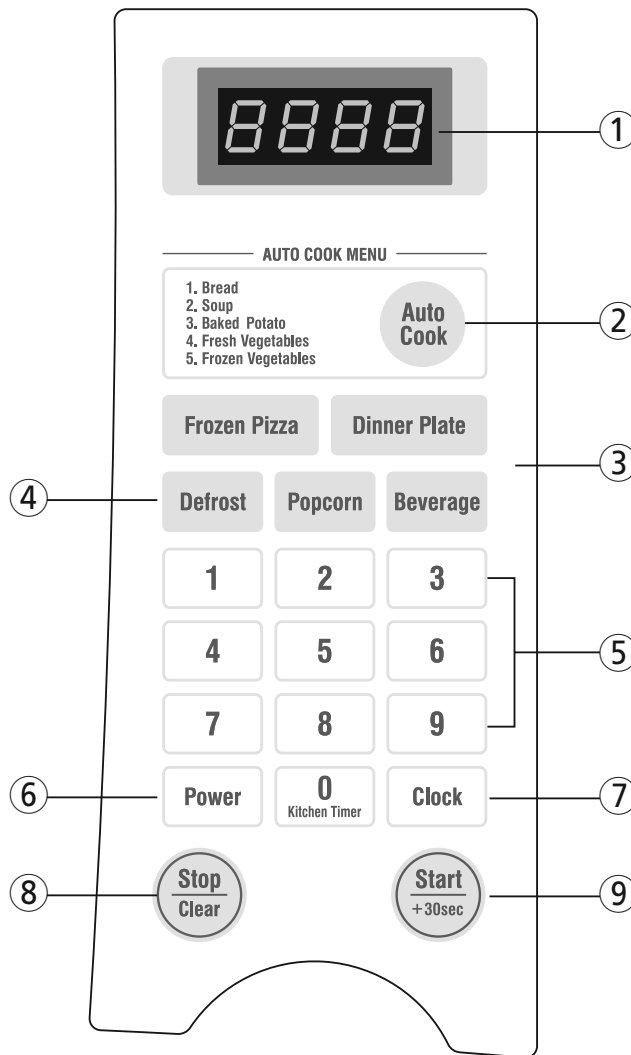 8888
①
AUTO COOK MENU
1. Bread
2. Soup
3. Baked Potato
4. Fresh Vegetables
5. Frozen Vegetables
Auto
Cook
②
Frozen Pizza
Dinner Plate
③
④
Defrost
Popcorn
Beverage
1
2
3
4
5
6
⑤
7
8
9
⑥
Power
0
Kitchen Timer
Clock
⑦
⑧
Stop
Clear
Start
+30sec
⑨